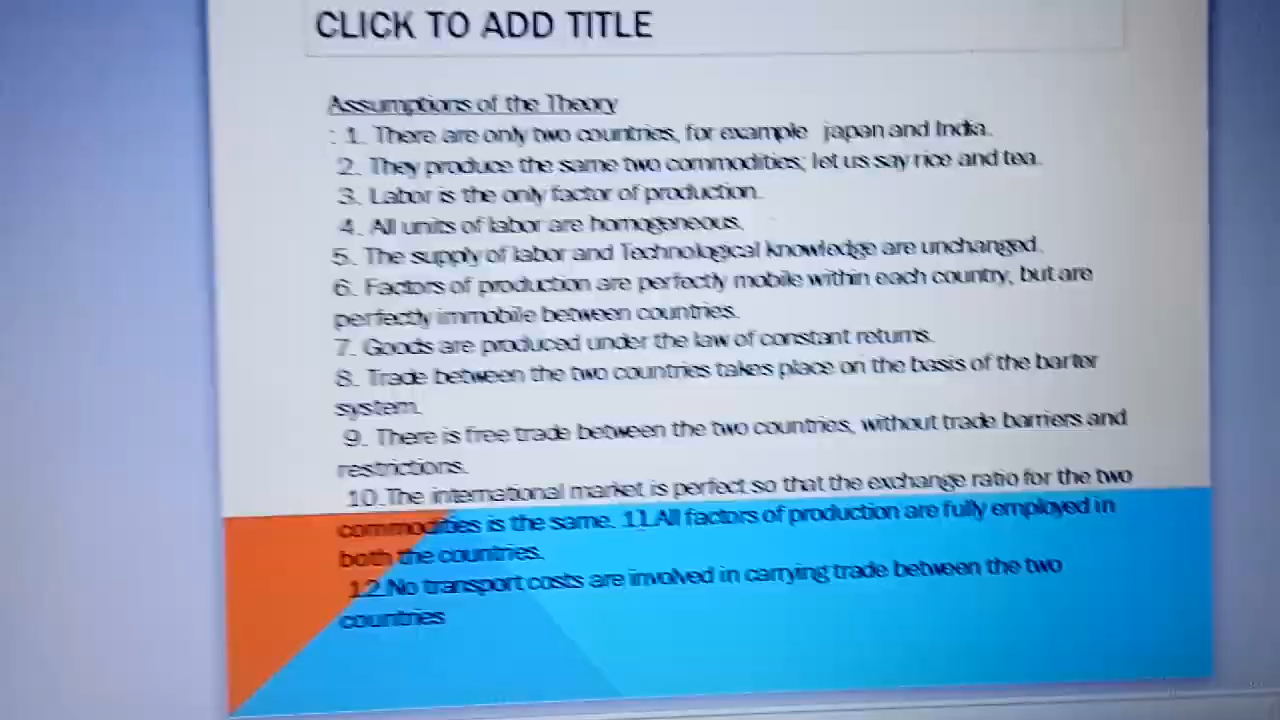 CLICK TO ADD TITLE
Assumptions of the Theory
: 1. There are only two countries, for example japan and India.
2. They produce the same two commodities; let us say rice and tea.
3. Labor is the only factor of production.
4. All units of labor are homogeneous.
5. The supply of labor and Technological knowledge are unchanged.
6. Factors of production are perfectly mobile within each country, but are
perfectly immobile between countries.
7. Goods are produced under the law of constant returns.
8. Trade between the two countries takes place on the basis of the barter
system.
9. There is free trade between the two countries, without trade barriers and
restrictions.
10.The international market is perfect so that the exchange ratio for the two
commodities is the same. 11.All factors of production are fully employed in
both the countries.
12.No transport costs are involved in carrying trade between the two
countries